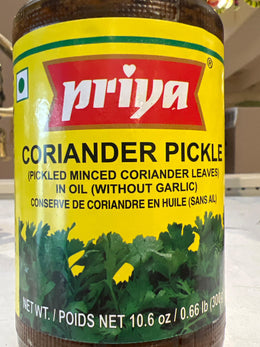 priya
CORIANDER PICKLE
(PICKLED MINCED CORIANDER LEAVES)
IN OIL (WITHOUT GARLIC)
CONSERVE DE CORIANDRE EN HUILE (SANS AIL)
NET WT. / POIDS NET 10.6 oz / 0.66 lb